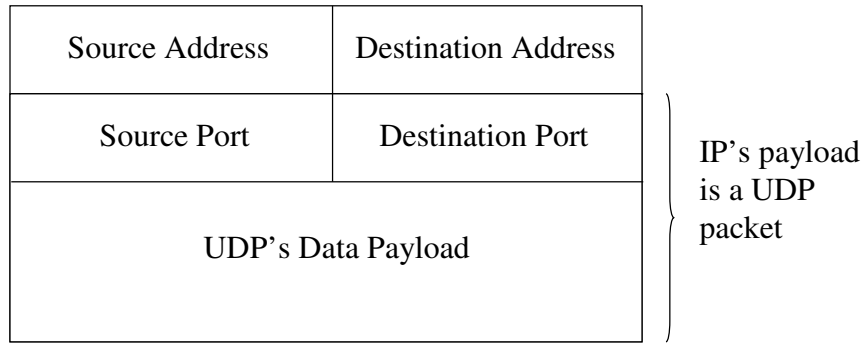 Source Address
Destination Address
Source Port
Destination Port
UDP’s Data Payload
IP’s payload
is a UDP
packet